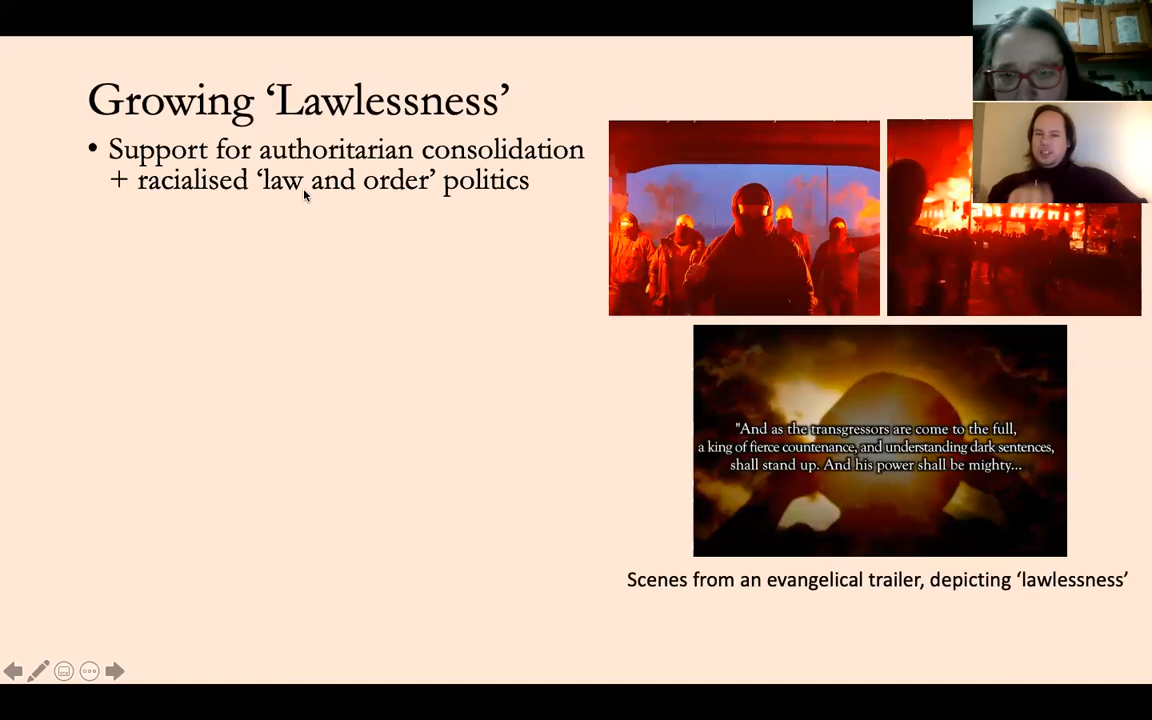 Growing ‘Lawlessness’
• Support for authoritarian consolidation
+ racialised ‘law and order’ politics
"And as the transgressors are come to the full,
a king of fierce countenance, and understanding dark sentences,
shall stand up. And his power shall be mighty...
Scenes from an evangelical trailer, depicting ‘lawlessness’